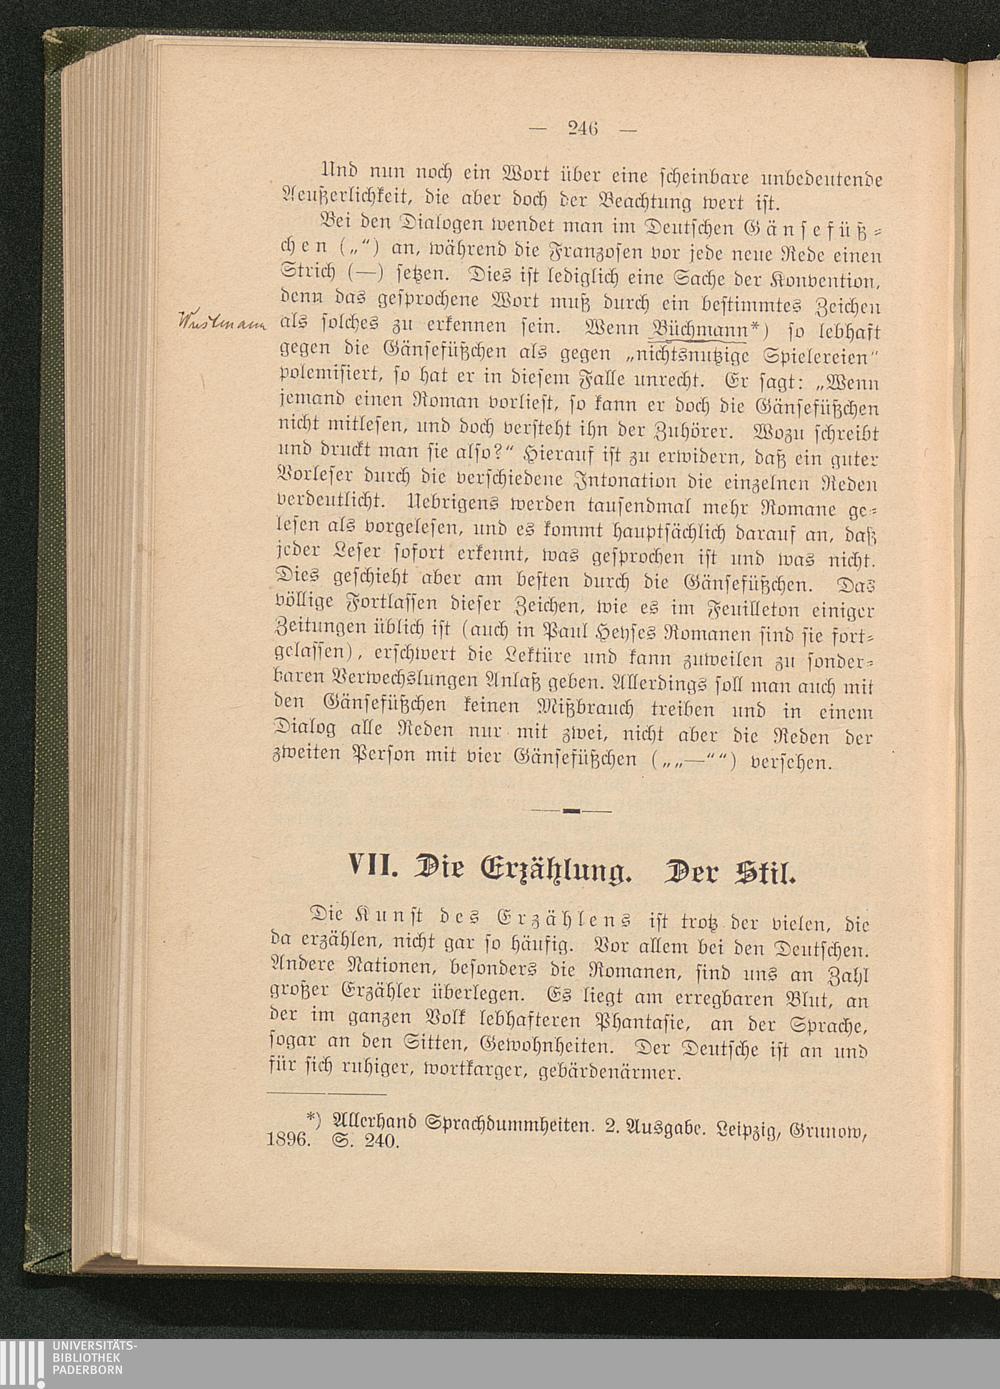 — 246 —
Und nun noch ein Wort über eine scheinbare unbedeutende
Aeußerlichkeit, die aber doch der Beachtung wert ist.
Bei den Dialogen wendet man im Deutschen Gänsefüß-
chen („“) an, während die Franzosen vor jede neue Rede einen
Strich (—) setzen. Dies ist lediglich eine Sache der Konvention,
denn das gesprochene Wort muß durch ein bestimmtes Zeichen
Wustmann
als solches zu erkennen sein. Wenn Büchmann*) so lebhaft
gegen die Gänsefüßchen als gegen „nichtsnutzige Spielereien“
polemisiert, so hat er in diesem Falle unrecht. Er sagt: „Wenn
jemand einen Roman vorliest, so kann er doch die Gänsefüßchen
nicht mitlesen, und doch versteht ihn der Zuhörer. Wozu schreibt
und druckt man sie also?“ Hierauf ist zu erwidern, daß ein guter
Vorleser durch die verschiedene Intonation die einzelnen Reden
verdeutlicht. Uebrigens werden tausendmal mehr Romane ge-
lesen als vorgelesen, und es kommt hauptsächlich darauf an, daß
jeder Leser sofort erkennt, was gesprochen ist und was nicht.
Dies geschieht aber am besten durch die Gänsefüßchen. Das
völlige Fortlassen dieser Zeichen, wie es im Feuilleton einiger
Zeitungen üblich ist (auch in Paul Heyses Romanen sind sie fort-
gelassen), erschwert die Lektüre und kann zuweilen zu sonder-
baren Verwechslungen Anlaß geben. Allerdings soll man auch mit
den Gänsefüßchen keinen Mißbrauch treiben und in einem
Dialog alle Reden nur mit zwei, nicht aber die Reden der
zweiten Person mit vier Gänsefüßchen („„—““) versehen.
VII. Die Erzählung. Der Stil.
Die Kunst des Erzählens ist trotz der vielen, die
da erzählen, nicht gar so häufig. Vor allem bei den Deutschen.
Andere Nationen, besonders die Romanen, sind uns an Zahl
großer Erzähler überlegen. Es liegt am erregbaren Blut, an
der im ganzen Volk lebhafteren Phantasie, an der Sprache,
sogar an den Sitten, Gewohnheiten. Der Deutsche ist an und
für sich ruhiger, wortkarger, gebärdenärmer.
*) Allerhand Sprachdummheiten. 2. Ausgabe. Leipzig, Grunow,
1896. S. 240.
UNIVERSITÄTS-
BIBLIOTHEK
PADERBORN